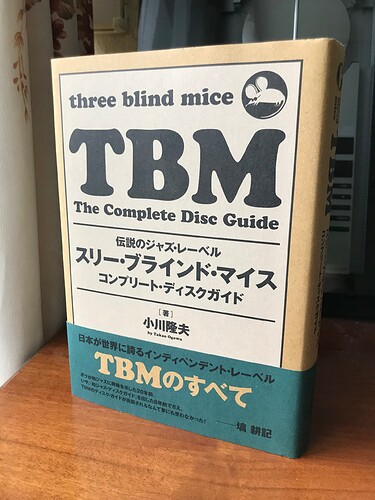 three blind mice
TBM
The Complete Disc Guide
伝説のジャズ・レーベル
スリー・ブラインド・マイス
コンプリート・ディスクガイド
[著]
小川隆夫
by Takao Ogawa
日本が世界に誇るインディペンデント・レーベル
TBMのすべて
——塙 耕記
TBM